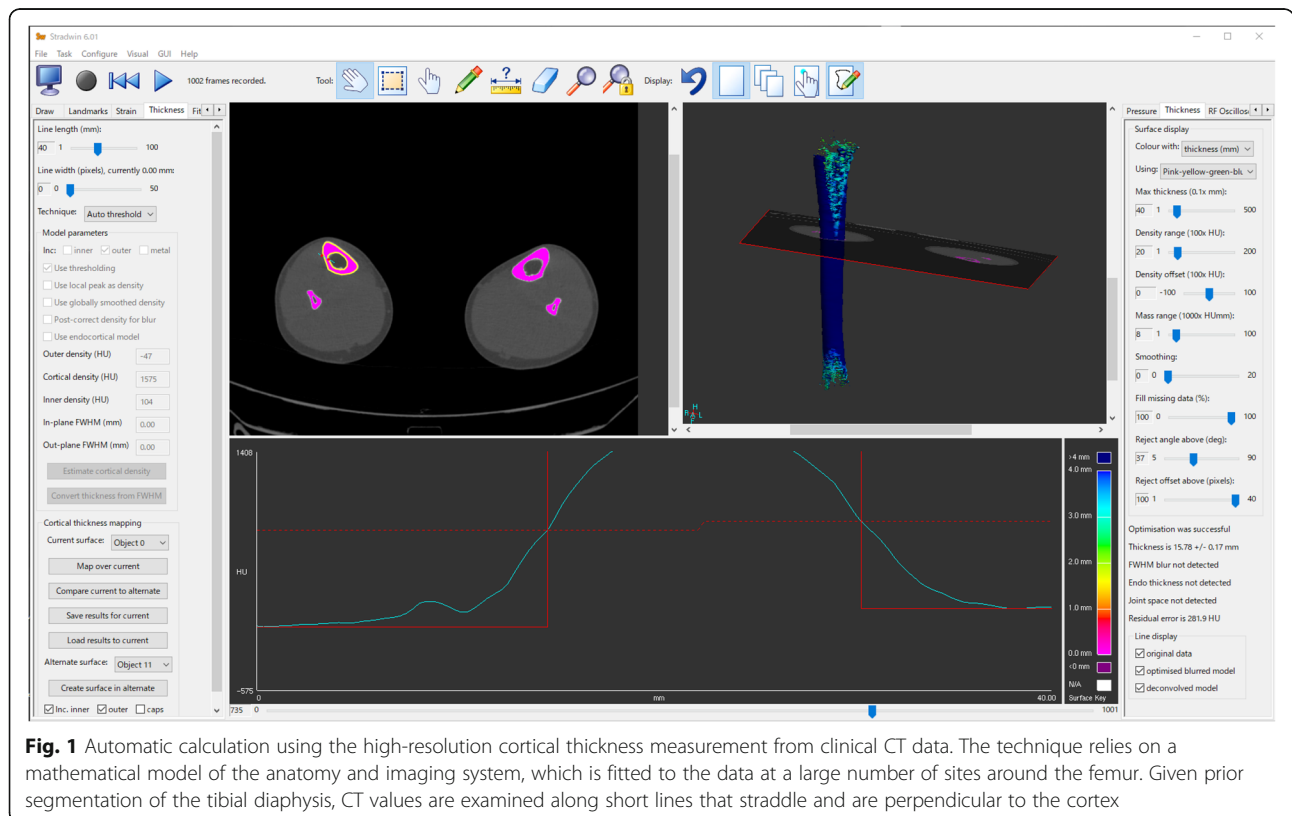 Stradwin 6.01
File Task Configure Visual GUI Help
1002 frames recorded.
Tool:
?
Display:
Draw Landmarks Strain Thickness Fit
Line length (mm):
40 1 100
Line width (pixels), currently 0.00 mm:
0 0 50
Technique: Auto threshold
Model parameters
Inc: inner outer metal
Use thresholding
Use local peak as density
Use globally smoothed density
Post-correct density for blur
Use endocortical model
Outer density (HU) -47
Cortical density (HU) 1575
Inner density (HU) 104
In-plane FWHM (mm) 0.00
Out-plane FWHM (mm) 0.00
Estimate cortical density
Convert thickness from FWHM
Cortical thickness mapping
Current surface: Object 0
Map over current
Compare current to alternate
Save results for current
Load results to current
Alternate surface: Object 11
Create surface in alternate
Inc. inner outer caps
H
R A L
F
1408
HU
-575
0 mm 40.00
735 0 1001
>4 mm
4.0 mm
3.0 mm
2.0 mm
1.0 mm
0.0 mm
<0 mm
N/A
Surface Key
Pressure Thickness RF Oscillos
Surface display
Colour with: thickness (mm)
Using: Pink-yellow-green-blu
Max thickness (0.1x mm):
40 1 500
Density range (100x HU):
20 1 200
Density offset (100x HU):
0 -100 100
Mass range (1000x HUmm):
8 1 100
Smoothing:
0 0 20
Fill missing data (%):
100 0 100
Reject angle above (deg):
37 5 90
Reject offset above (pixels):
100 1 40
Optimisation was successful
Thickness is 15.78 +/- 0.17 mm
FWHM blur not detected
Endo thickness not detected
Joint space not detected
Residual error is 281.9 HU
Line display
original data
optimised blurred model
deconvolved model
Fig. 1 Automatic calculation using the high-resolution cortical thickness measurement from clinical CT data. The technique relies on a
mathematical model of the anatomy and imaging system, which is fitted to the data at a large number of sites around the femur. Given prior
segmentation of the tibial diaphysis, CT values are examined along short lines that straddle and are perpendicular to the cortex